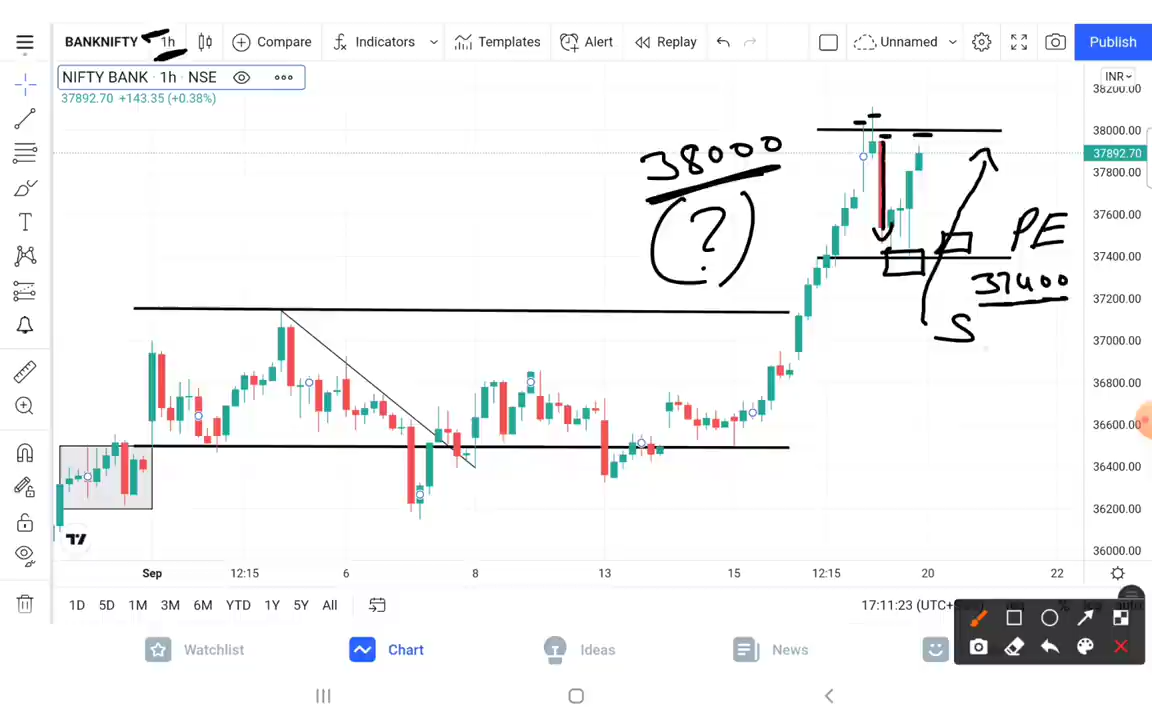 BANKNIFTY 1h Compare Indicators Templates Alert Replay Unnamed Publish
NIFTY BANK · 1h · NSE
INR
37892.70 +143.35 (+0.38%)
38200.00
38000.00
37892.70
37800.00
37600.00
37400.00
37200.00
37000.00
36800.00
36600.00
36400.00
36200.00
36000.00
38000
(?)
PE
37400
S
Sep 12:15 6 8 13 15 12:15 20 22
1D 5D 1M 3M 6M YTD 1Y 5Y All 17:11:23 (UTC+
Watchlist Chart Ideas News